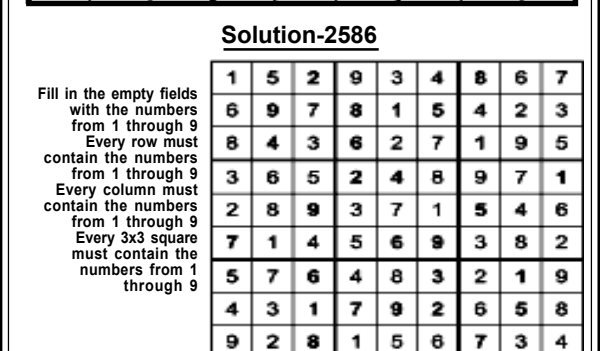 Solution-2586
Fill in the empty fields
with the numbers
from 1 through 9
Every row must
contain the numbers
from 1 through 9
Every column must
contain the numbers
from 1 through 9
Every 3x3 square
must contain the
numbers from 1
through 9
1 5 2 9 3 4 8 6 7
6 9 7 8 1 5 4 2 3
8 4 3 6 2 7 1 9 5
3 6 5 2 4 8 9 7 1
2 8 9 3 7 1 5 4 6
7 1 4 5 6 9 3 8 2
5 7 6 4 8 3 2 1 9
4 3 1 7 9 2 6 5 8
9 2 8 1 5 6 7 3 4